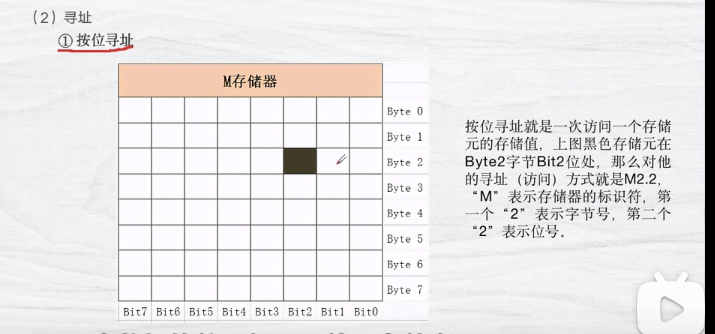 （2）寻址
① 按位寻址
M存储器
Byte 0
Byte 1
Byte 2
Byte 3
Byte 4
Byte 5
Byte 6
Byte 7
Bit7 Bit6 Bit5 Bit4 Bit3 Bit2 Bit1 Bit0
按位寻址就是一次访问一个存储
元的存储值，上图黑色存储元在
Byte2字节Bit2位处，那么对他
的寻址（访问）方式就是M2.2，
“M”表示存储器的标识符，第
一个“2”表示字节号，第二个
“2”表示位号。